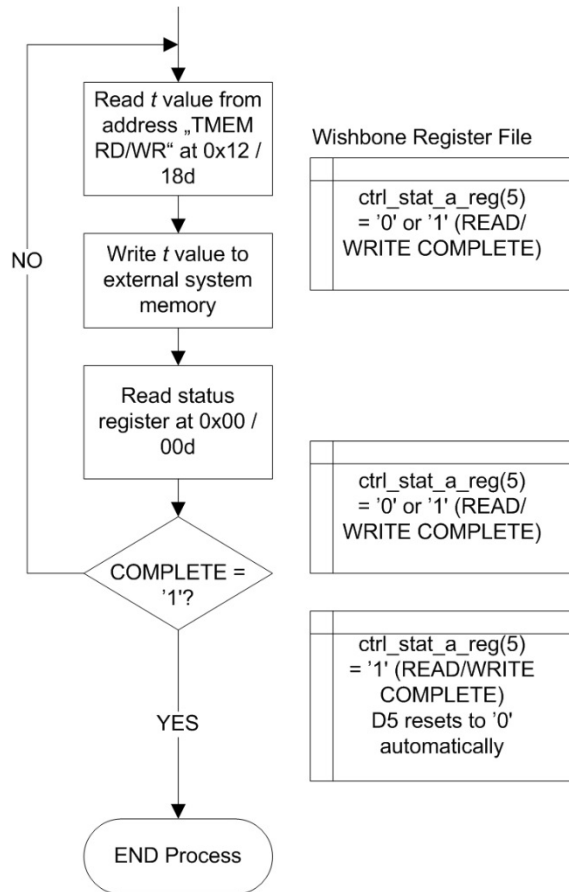 Read t value from
address „TMEM
RD/WR“ at 0x12 /
18d
Wishbone Register File
ctrl_stat_a_reg(5)
= '0' or '1' (READ/
WRITE COMPLETE)
NO
Write t value to
external system
memory
Read status
register at 0x00 /
00d
ctrl_stat_a_reg(5)
= '0' or '1' (READ/
WRITE COMPLETE)
COMPLETE =
'1'?
ctrl_stat_a_reg(5)
= '1' (READ/WRITE
COMPLETE)
D5 resets to '0'
automatically
YES
END Process